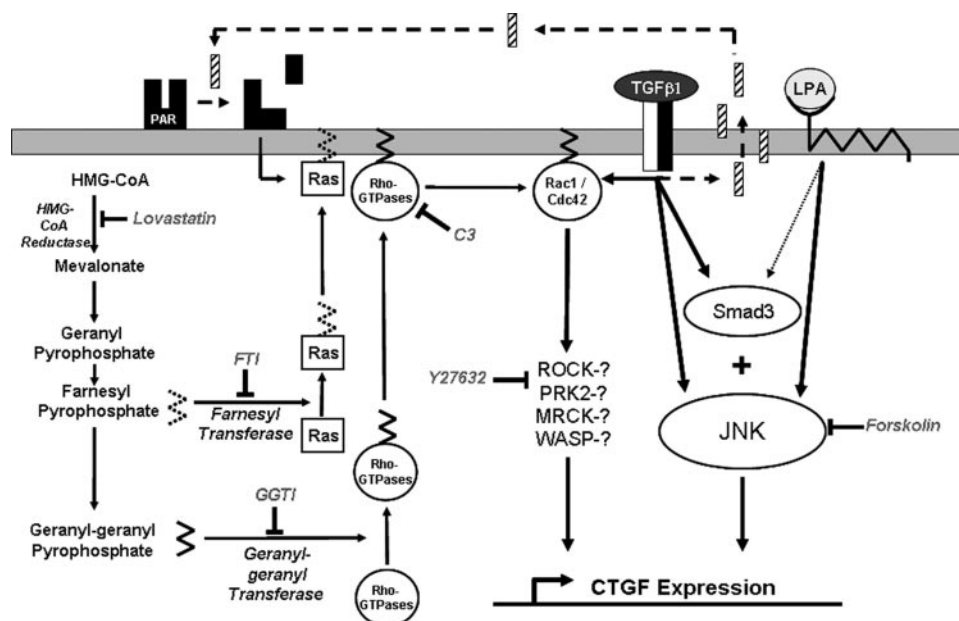 TGFβ1
LPA
PAR
Ras
Rho-
GTPases
Rac1 /
Cdc42
HMG-CoA
HMG-
CoA
Reductase
Lovastatin
C3
Mevalonate
Smad3
Geranyl
Pyrophosphate
FTI
Ras
Y27632
ROCK-?
PRK2-?
MRCK-?
WASP-?
+
Farnesyl
Pyrophosphate
Farnesyl
Transferase
Ras
JNK
Forskolin
Rho-
GTPases
GGTI
Geranyl-geranyl
Pyrophosphate
Geranyl-
geranyl
Transferase
Rho-
GTPases
CTGF Expression